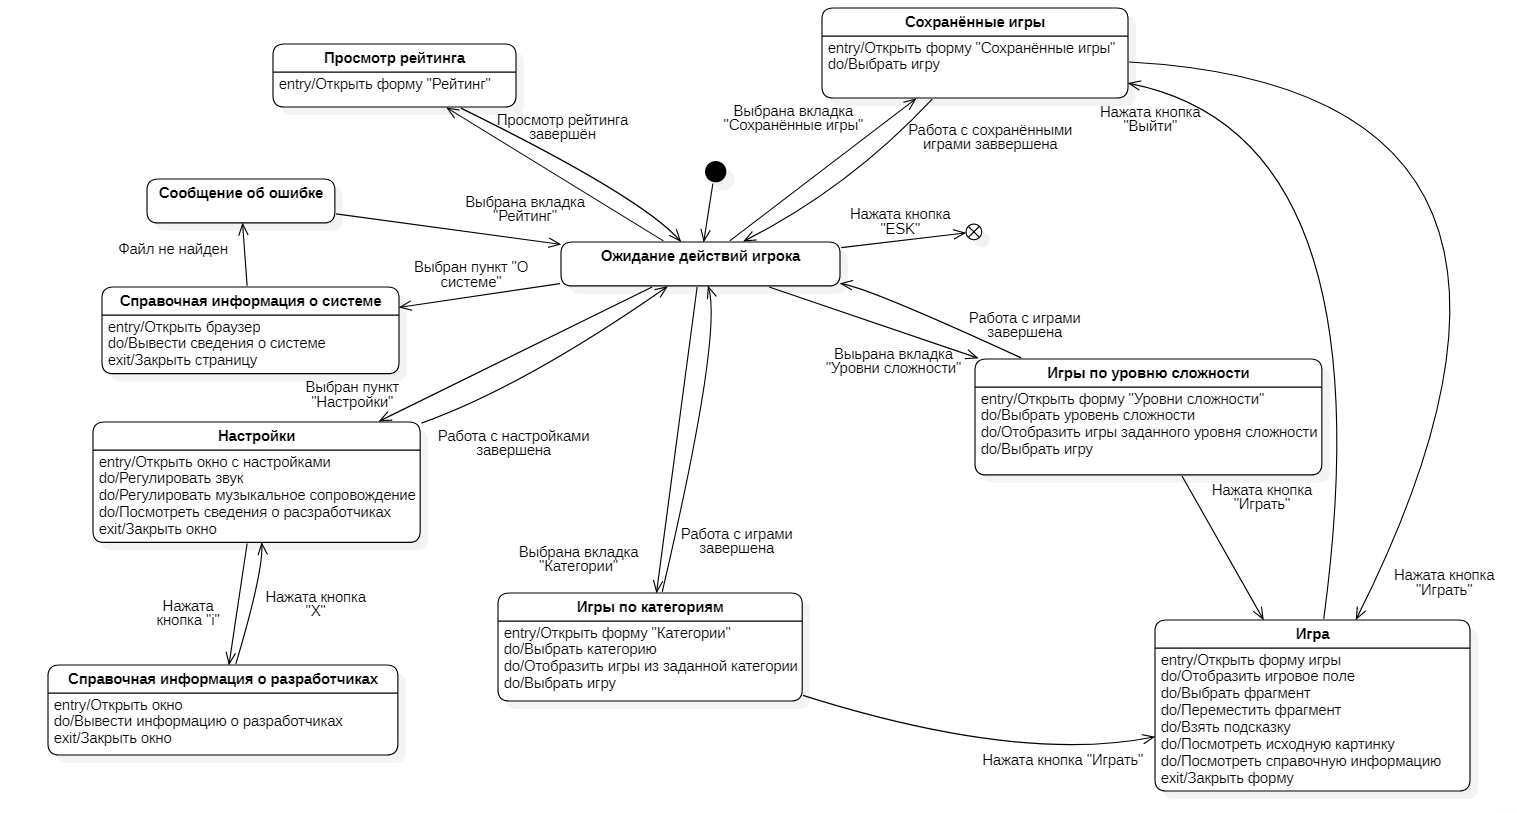 Сохранённые игры
entry/Открыть форму "Сохранённые игры"
do/Выбрать игру
Просмотр рейтинга
entry/Открыть форму "Рейтинг"
Просмотр рейтинга
завершён
Выбрана вкладка
"Сохранённые игры"
Работа с сохранёнными
играми заввершена
Нажата кнопка
"Выйти"
Сообщение об ошибке
Выбрана вкладка
"Рейтинг"
Нажата кнопка
"ESK"
Файл не найден
Ожидание действий игрока
Выбран пункт "О
системе"
Справочная информация о системе
entry/Открыть браузер
do/Вывести сведения о системе
exit/Закрыть страницу
Работа с играми
завершена
Выьрана вкладка
"Уровни сложности"
Игры по уровню сложности
entry/Открыть форму "Уровни сложности"
do/Выбрать уровень сложности
do/Отобразить игры заданного уровня сложности
do/Выбрать игру
Выбран пункт
"Настройки"
Настройки
entry/Открыть окно с настройками
do/Регулировать звук
do/Регулировать музыкальное сопровождение
do/Посмотреть сведения о расзработчиках
exit/Закрыть окно
Работа с настройками
завершена
Нажата кнопка
"Играть"
Выбрана вкладка
"Категории"
Работа с играми
завершена
Нажата кнопка
"Играть"
Нажата
кнопка "i"
Нажата кнопка
"X"
Игры по категориям
entry/Открыть форму "Категории"
do/Выбрать категорию
do/Отобразить игры из заданной категории
do/Выбрать игру
Игра
entry/Открыть форму игры
do/Отобразить игровое поле
do/Выбрать фрагмент
do/Переместить фрагмент
do/Взять подсказку
do/Посмотреть исходную картинку
do/Посмотреть справочную информацию
exit/Закрыть форму
Справочная информация о разработчиках
entry/Открыть окно
do/Вывести информацию о разработчиках
exit/Закрыть окно
Нажата кнопка "Играть"